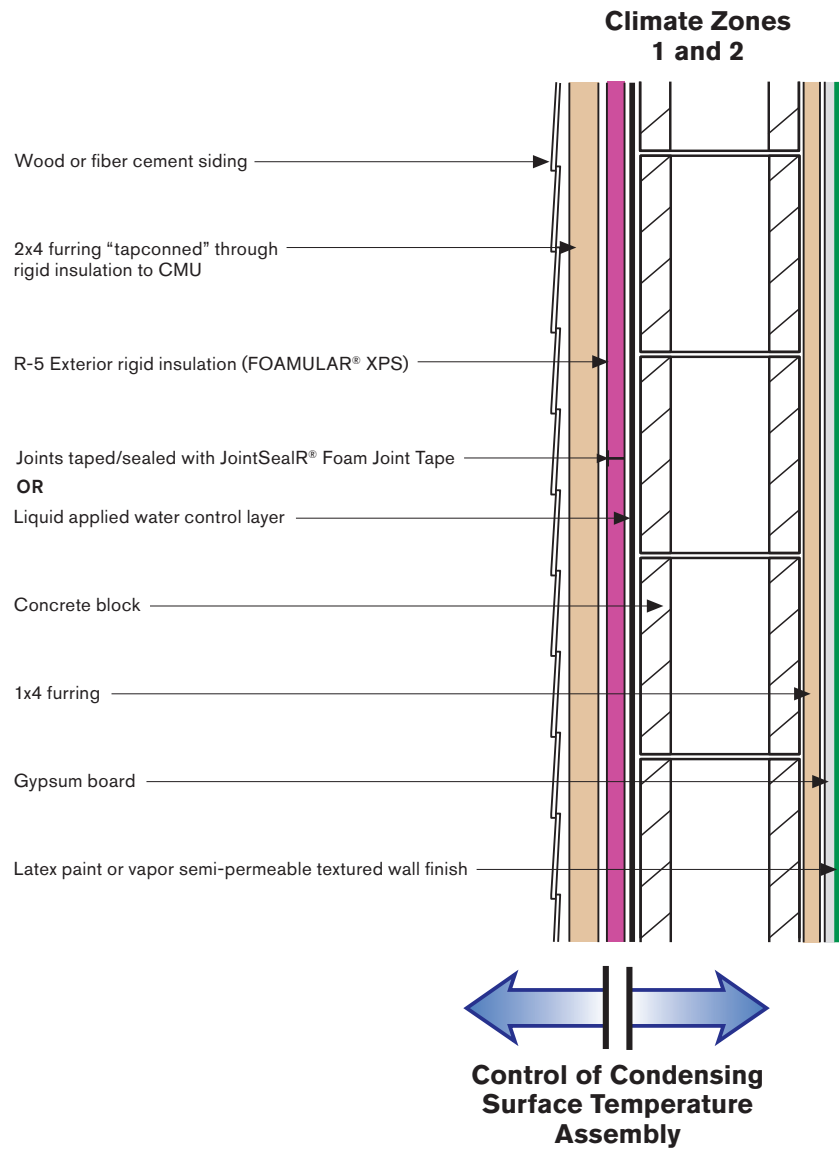 Climate Zones
1 and 2
Wood or fiber cement siding
2x4 furring “tapconned” through
rigid insulation to CMU
R-5 Exterior rigid insulation (FOAMULAR® XPS)
Joints taped/sealed with JointSealR® Foam Joint Tape
OR
Liquid applied water control layer
Concrete block
1x4 furring
Gypsum board
Latex paint or vapor semi-permeable textured wall finish
Control of Condensing
Surface Temperature
Assembly